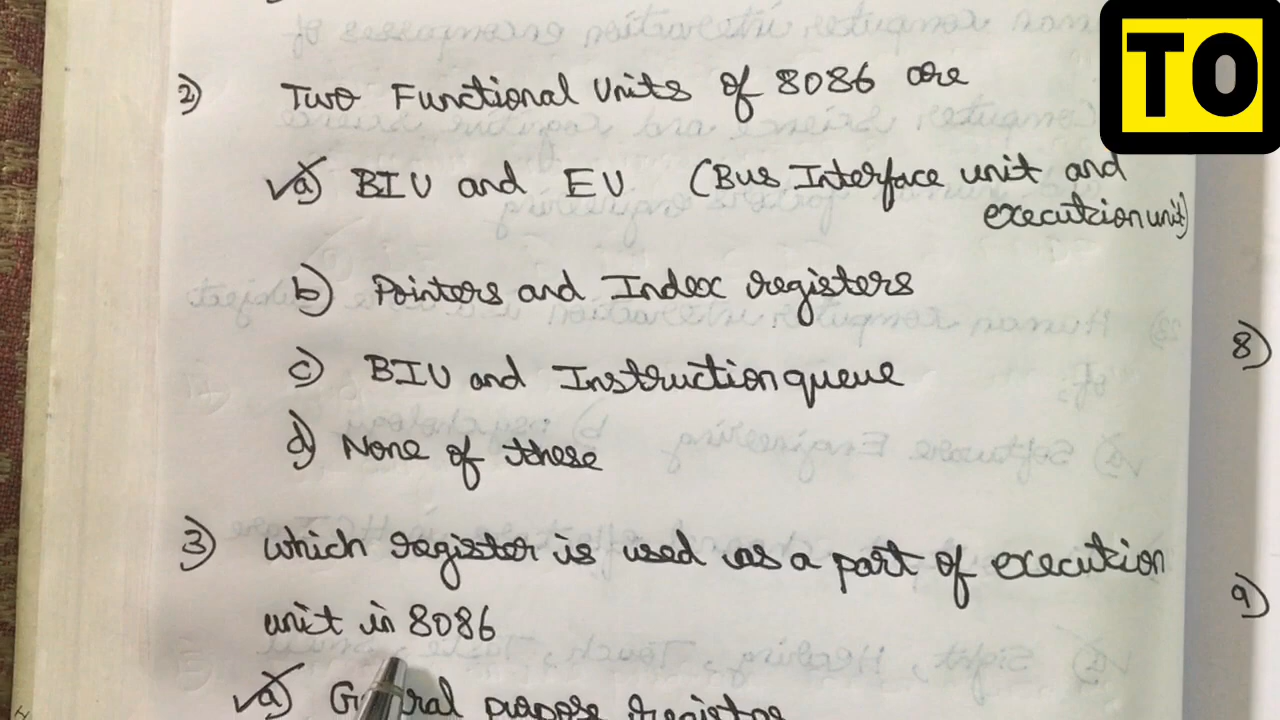 TO
2) Two Functional Units of 8086 are
a) BIU and EU (Bus Interface unit and
execution unit)
b) Pointers and Index registers
c) BIU and Instruction queue
d) None of these
3) which register is used as a part of execution
unit in 8086
a) purpose register
8)
9)